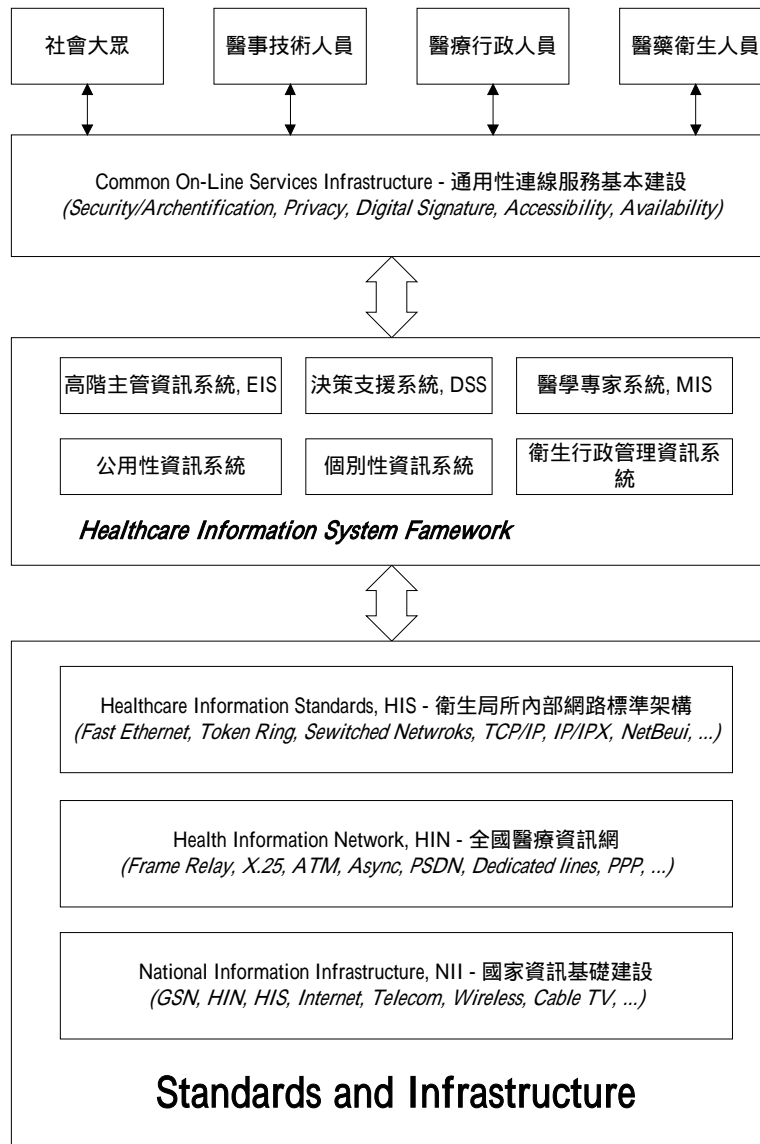 社會大眾
醫事技術人員
醫療行政人員
醫藥衛生人員
Common On-Line Services Infrastructure - 通用性連線服務基本建設
(Security/Archentification, Privacy, Digital Signature, Accessibility, Availability)
高階主管資訊系統, EIS
決策支援系統, DSS
醫學專家系統, MIS
公用性資訊系統
個別性資訊系統
衛生行政管理資訊系
統
Healthcare Information System Famework
Healthcare Information Standards, HIS - 衛生局所內部網路標準架構
(Fast Ethernet, Token Ring, Sewitched Netwroks, TCP/IP, IP/IPX, NetBeui, ...)
Health Information Network, HIN - 全國醫療資訊網
(Frame Relay, X.25, ATM, Async, PSDN, Dedicated lines, PPP, ...)
National Information Infrastructure, NII - 國家資訊基礎建設
(GSN, HIN, HIS, Internet, Telecom, Wireless, Cable TV, ...)
Standards and Infrastructure